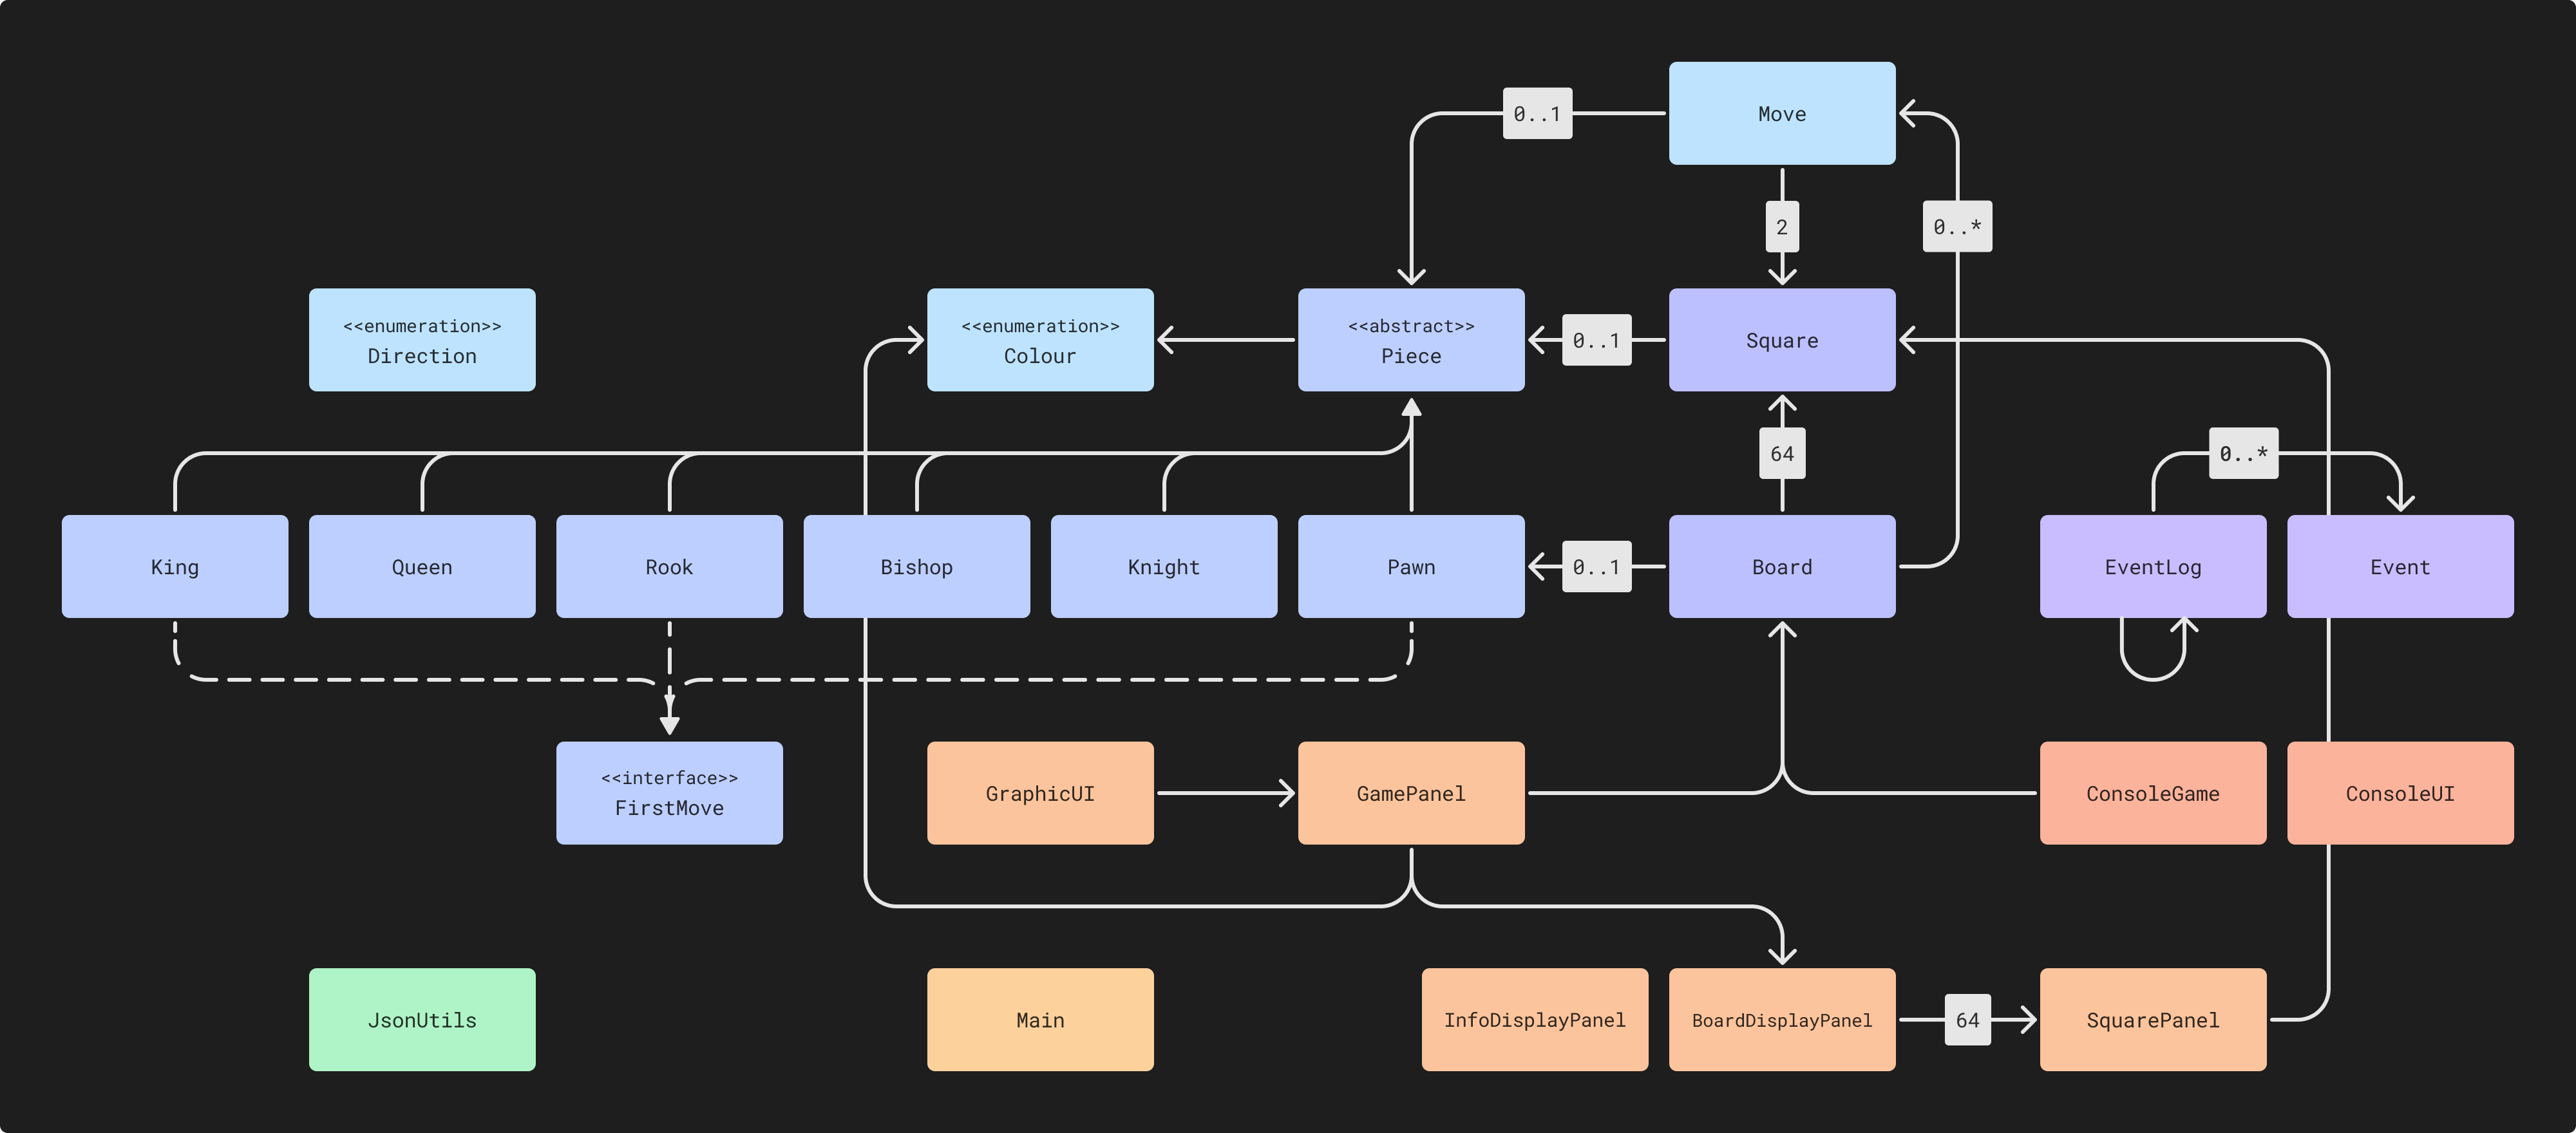 Move
0..1
2
0..*
<<enumeration>>
Direction
<<enumeration>>
Colour
<<abstract>>
Piece
0..1
Square
64
0..*
King
Queen
Rook
Bishop
Knight
Pawn
0..1
Board
EventLog
Event
<<interface>>
FirstMove
GraphicUI
GamePanel
ConsoleGame
ConsoleUI
JsonUtils
Main
InfoDisplayPanel
BoardDisplayPanel
64
SquarePanel